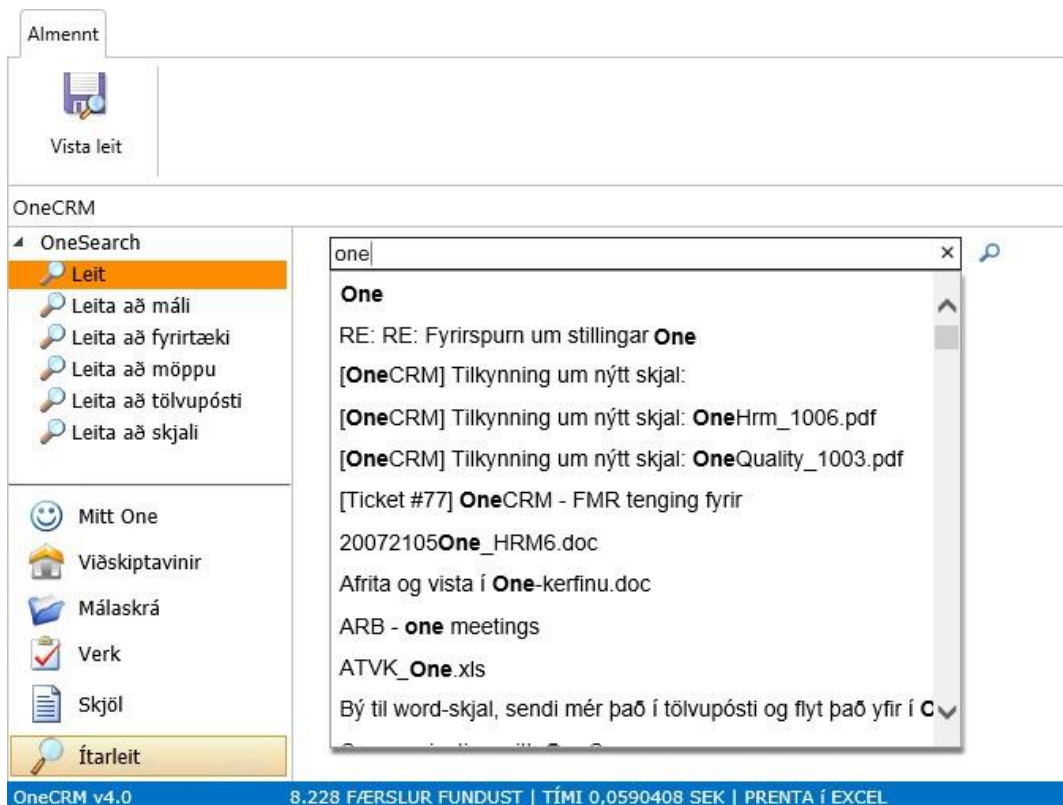 Almennt
Vista leit
OneCRM
OneSearch
Leit
Leita að máli
Leita að fyrirtæki
Leita að möppu
Leita að tölvupósti
Leita að skjali
Mitt One
Viðskiptavinir
Málaskrá
Verk
Skjöl
Ítarleit
one
One
RE: RE: Fyrirspurn um stillingar One
[OneCRM] Tilkynning um nýtt skjal:
[OneCRM] Tilkynning um nýtt skjal: OneHrm_1006.pdf
[OneCRM] Tilkynning um nýtt skjal: OneQuality_1003.pdf
[Ticket #77] OneCRM - FMR tenging fyrir
20072105One_HRM6.doc
Afrita og vista í One-kerfinu.doc
ARB - one meetings
ATVK_One.xls
Bý til word-skjal, sendi mér það í tölvupósti og flyt það yfir í
OneCRM v4.0
8.228 FÆRSLUR FUNDUST | TÍMI 0,0590408 SEK | PRENTA í EXCEL